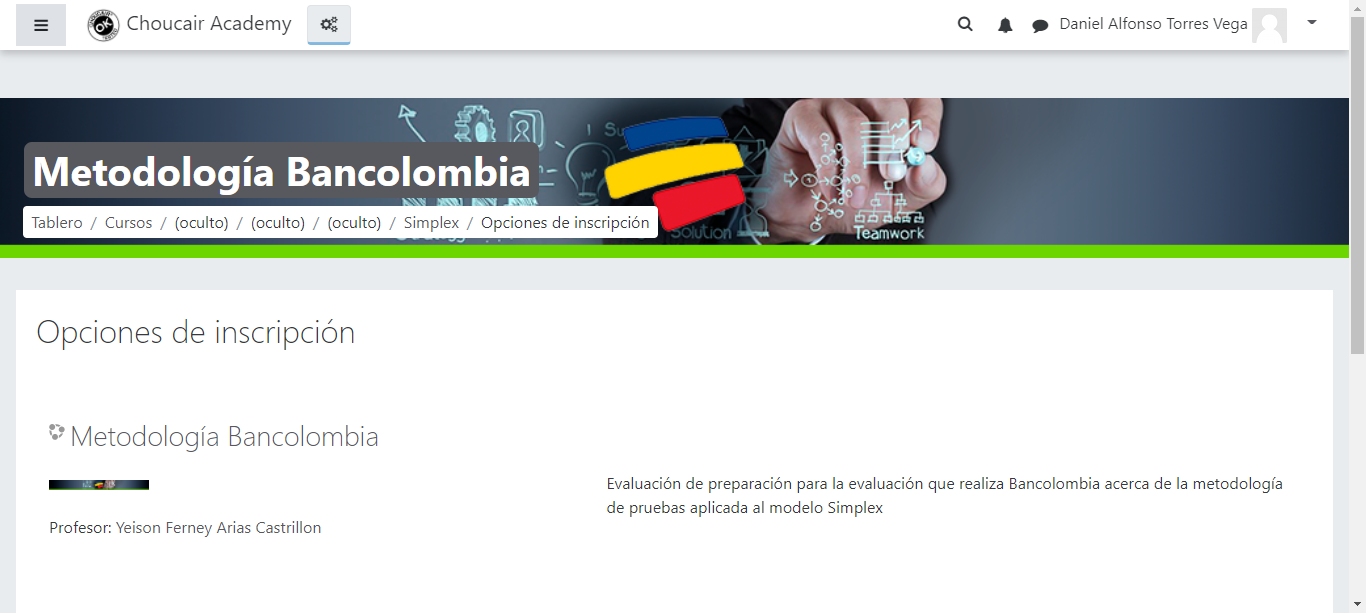 Choucair Academy
Daniel Alfonso Torres Vega
Metodología Bancolombia
Tablero / Cursos / (oculto) / (oculto) / (oculto) / Simplex / Opciones de inscripción
Solution
Teamwork
Opciones de inscripción
Metodología Bancolombia
Evaluación de preparación para la evaluación que realiza Bancolombia acerca de la metodología
de pruebas aplicada al modelo Simplex
Profesor: Yeison Ferney Arias Castrillon